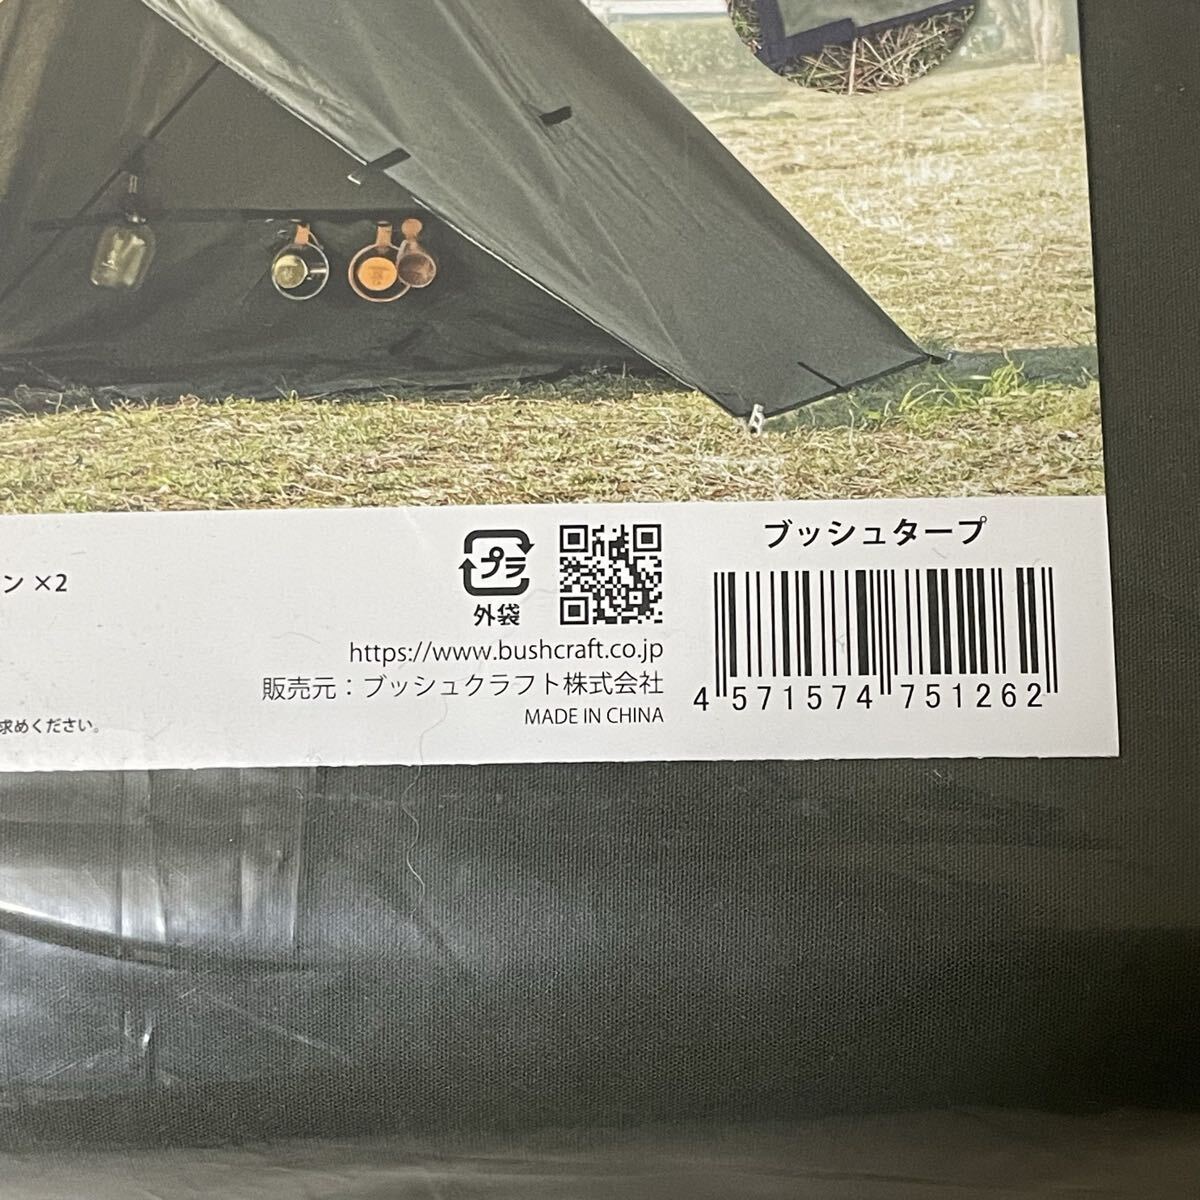 ン ×2
求めください。
プラ
外袋
https://www.bushcraft.co.jp
販売元：ブッシュクラフト株式会社
MADE IN CHINA
ブッシュタープ
4 571574 751262